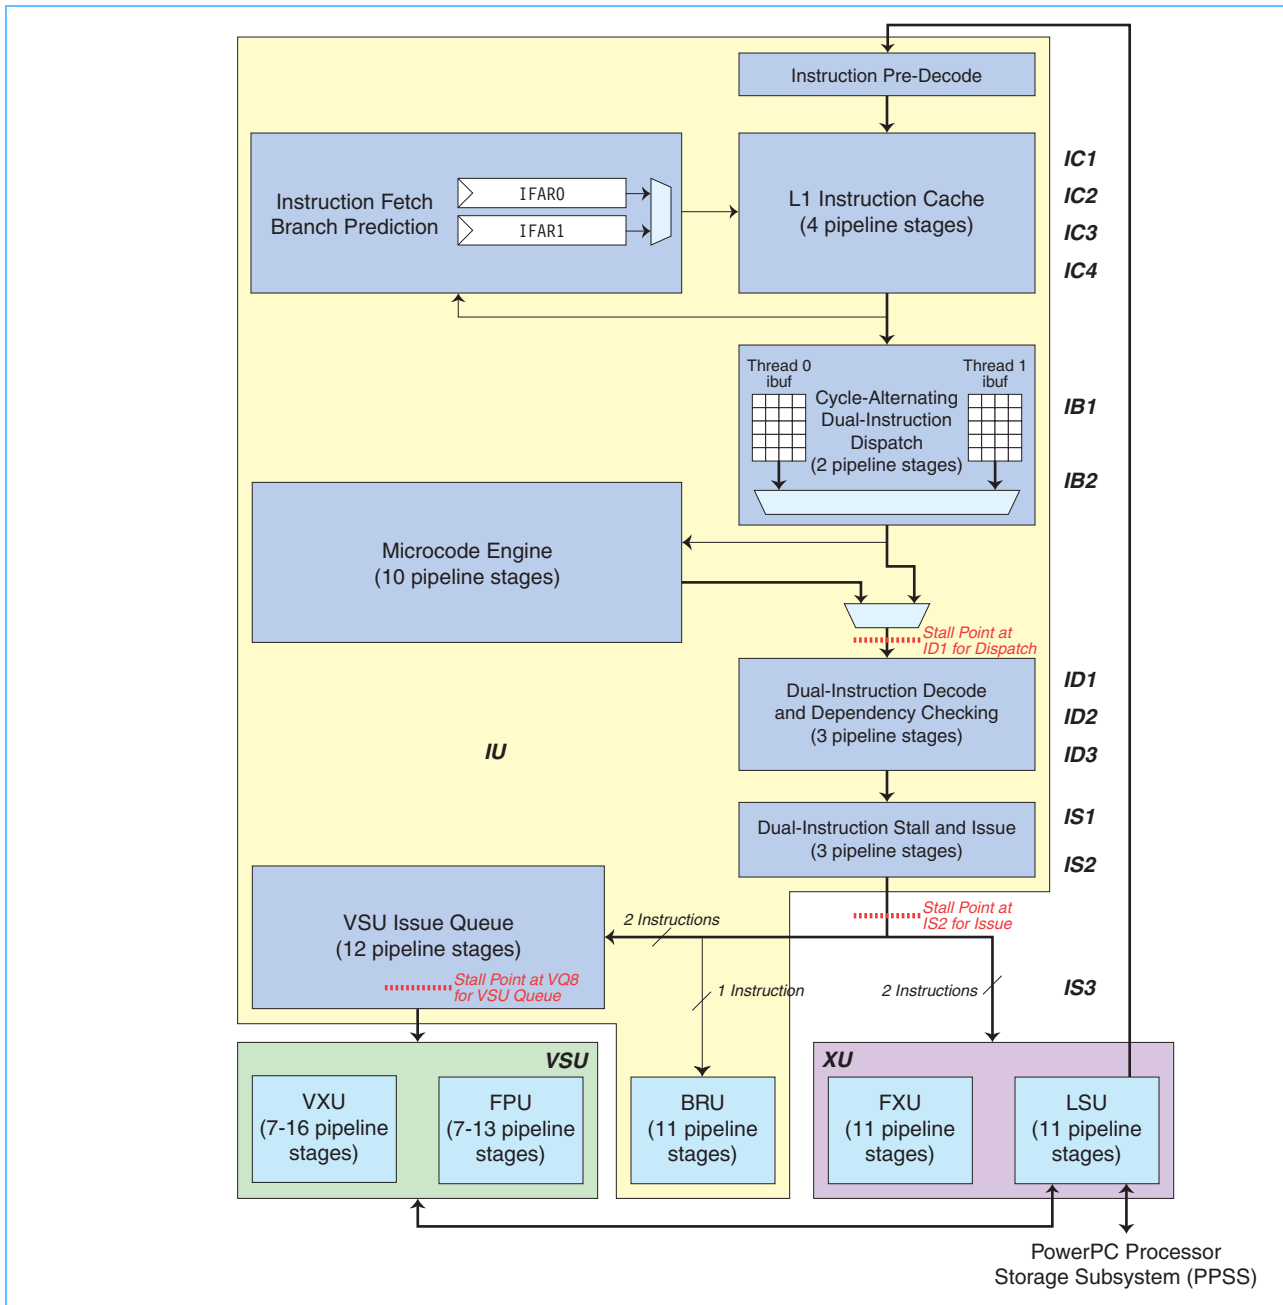 Instruction Pre-Decode
Instruction Fetch
Branch Prediction
IFAR0
IFAR1
L1 Instruction Cache
(4 pipeline stages)
IC1
IC2
IC3
IC4
Thread 0
ibuf
Thread 1
ibuf
Cycle-Alternating
Dual-Instruction
Dispatch
(2 pipeline stages)
IB1
IB2
Microcode Engine
(10 pipeline stages)
Stall Point at
ID1 for Dispatch
Dual-Instruction Decode
and Dependency Checking
(3 pipeline stages)
ID1
ID2
ID3
IU
Dual-Instruction Stall and Issue
(3 pipeline stages)
IS1
IS2
VSU Issue Queue
(12 pipeline stages)
Stall Point at VQ8
for VSU Queue
2 Instructions
Stall Point at
IS2 for Issue
1 Instruction
2 Instructions
IS3
VSU
VXU
(7-16 pipeline
stages)
FPU
(7-13 pipeline
stages)
BRU
(11 pipeline
stages)
XU
FXU
(11 pipeline
stages)
LSU
(11 pipeline
stages)
PowerPC Processor
Storage Subsystem (PPSS)